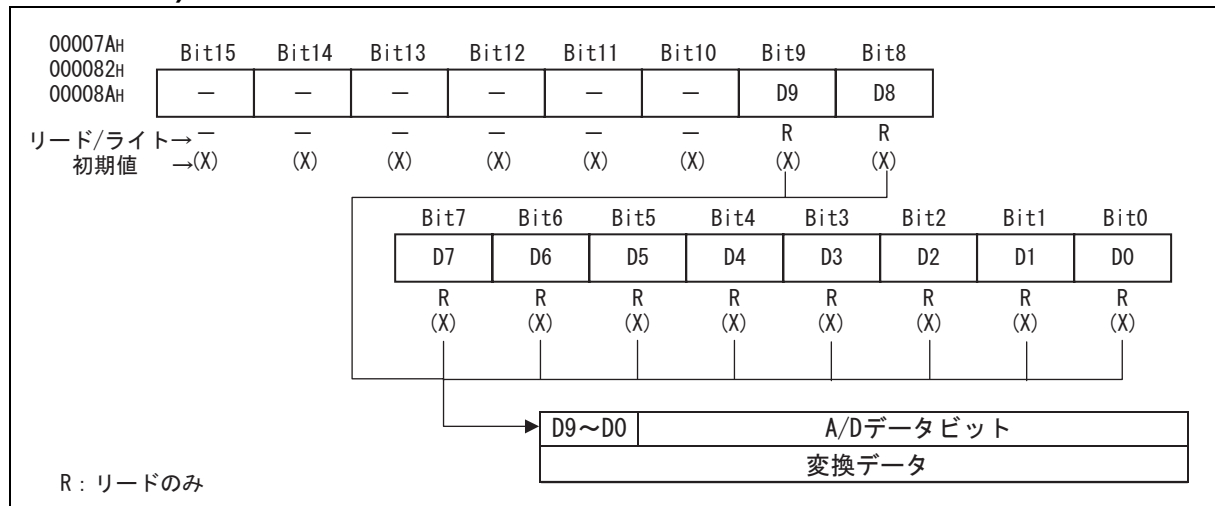 00007AH
000082H
00008AH
Bit15 Bit14 Bit13 Bit12 Bit11 Bit10 Bit9 Bit8
－ － － － － － D9 D8
リード/ライト→ － － － － － － R R
初期値 →(X) (X) (X) (X) (X) (X) (X) (X)
Bit7 Bit6 Bit5 Bit4 Bit3 Bit2 Bit1 Bit0
D7 D6 D5 D4 D3 D2 D1 D0
R R R R R R R R
(X) (X) (X) (X) (X) (X) (X) (X)
D9～D0 A/Dデータビット
変換データ
R：リードのみ